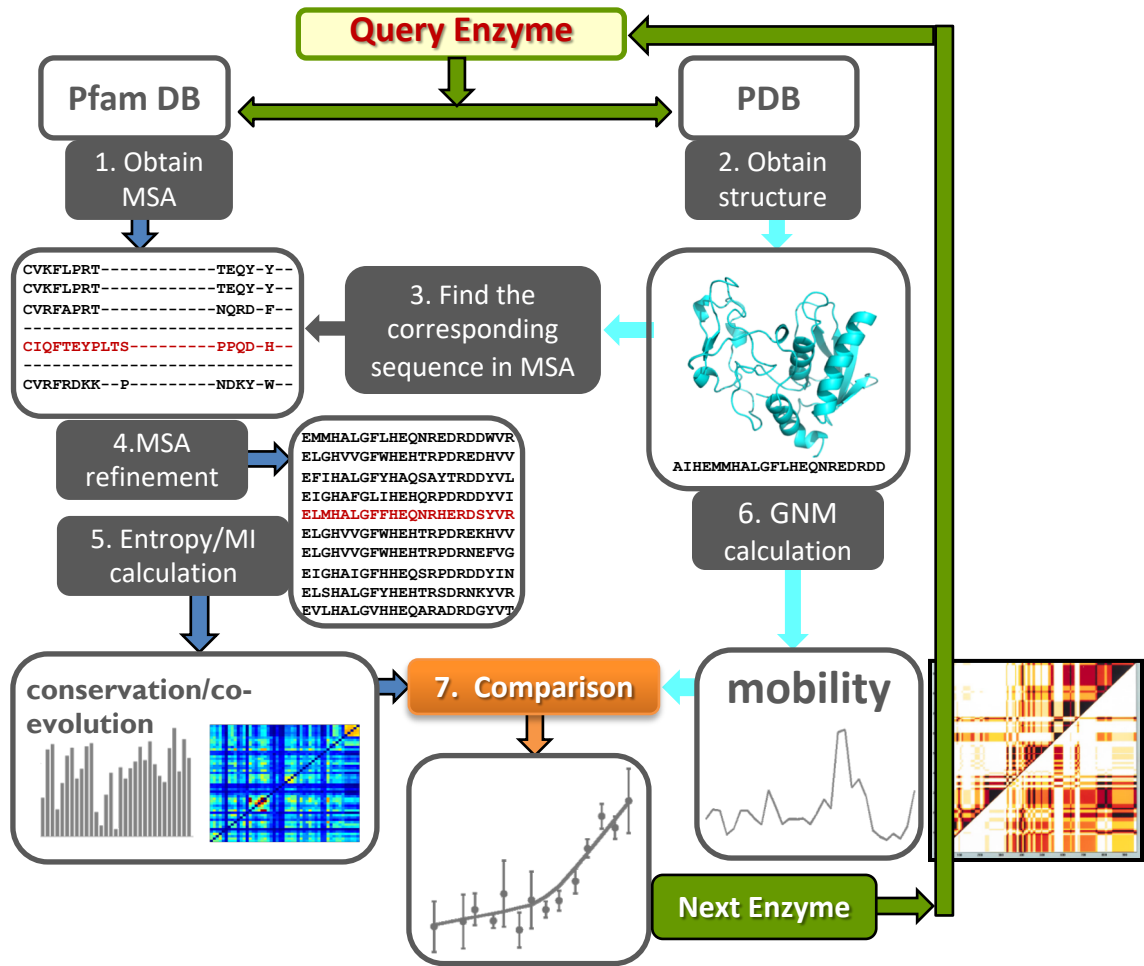 Query Enzyme
Pfam DB
PDB
1. Obtain
MSA
2. Obtain
structure
CVKFLPRT------------TEQY-Y--
CVKFLPRT------------TEQY-Y--
CVRFAPRT------------NQRD-F--
----------------------------
CIQFTEYPLTS---------PPQD-H--
----------------------------
CVRFRDKK--P---------NDKY-W--
3. Find the
corresponding
sequence in MSA
AIHEMMHALGFLHEQNREDRDD
4.MSA
refinement
EMMHALGFLHEQNREDRDDWVR
ELGHVVGFWHEHTRPDREDHVV
EFIHALGFYHAQSAYTRDDYVL
EIGHAFGLIHEHQRPDRDDYVI
ELMHALGFFHEQNRHERDSYVR
ELGHVVGFWHEHTRPDREKHVV
ELGHVVGFWHEHTRPDRNEFVG
EIGHAIGFHHEQSRPDRDDYIN
ELSHALGFYHEHTRSDRNKYVR
EVLHALGVHHEQARADRDGYVT
5. Entropy/MI
calculation
6. GNM
calculation
conservation/co-
evolution
7. Comparison
mobility
Next Enzyme